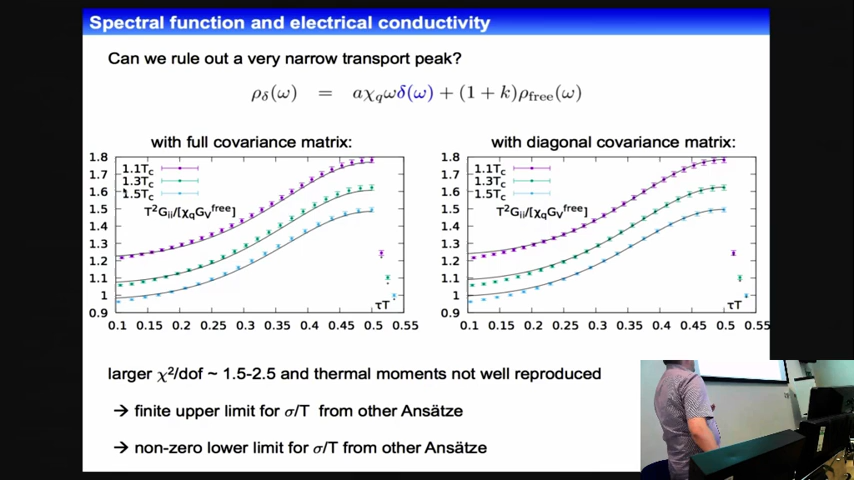 Spectral function and electrical conductivity
Can we rule out a very narrow transport peak?
ρδ(ω) = aχqωδ(ω) + (1 + k)ρfree(ω)
with full covariance matrix:
1.8
1.7
1.6
1.5
1.4
1.3
1.2
1.1
1
0.9
1.1Tc
1.3Tc
1.5Tc
T²Gii/[χqGVfree]
τT
0.1 0.15 0.2 0.25 0.3 0.35 0.4 0.45 0.5 0.55
with diagonal covariance matrix:
1.8
1.7
1.6
1.5
1.4
1.3
1.2
1.1
1
0.9
1.1Tc
1.3Tc
1.5Tc
T²Gii/[χqGVfree]
τT
0.1 0.15 0.2 0.25 0.3 0.35 0.4 0.45 0.5 0.55
larger χ²/dof ~ 1.5-2.5 and thermal moments not well reproduced
→ finite upper limit for σ/T from other Ansätze
→ non-zero lower limit for σ/T from other Ansätze